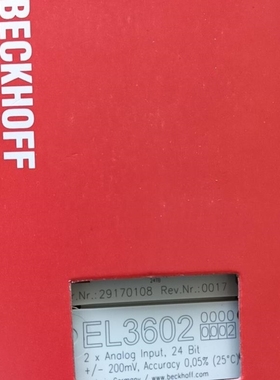 BECKHOFF
r.Nr.:29170108 Rev.Nr.:0017
EL3602 0000
0002
2 x Analog Input, 24 Bit
+/- 200mV, Accuracy 0,05% (25°C)
Germany / www.beckhoff.com